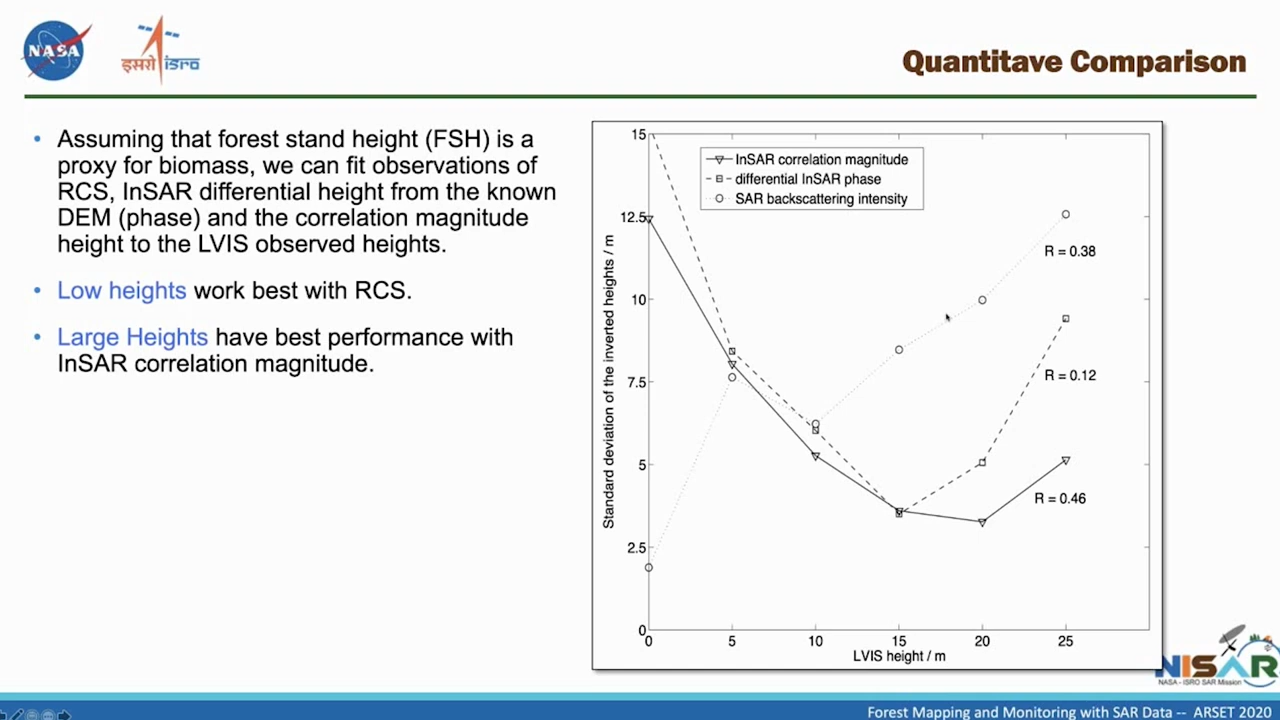 NASA
इसरो isro
Quantitave Comparison
• Assuming that forest stand height (FSH) is a
proxy for biomass, we can fit observations of
RCS, InSAR differential height from the known
DEM (phase) and the correlation magnitude
height to the LVIS observed heights.
• Low heights work best with RCS.
• Large Heights have best performance with
InSAR correlation magnitude.
InSAR correlation magnitude
differential InSAR phase
SAR backscattering intensity
Standard deviation of the inverted heights / m
15
12.5
10
7.5
5
2.5
0
R = 0.38
R = 0.12
R = 0.46
0 5 10 15 20 25
LVIS height / m
NISAR
NASA - ISRO SAR Mission
Forest Mapping and Monitoring with SAR Data -- ARSET 2020